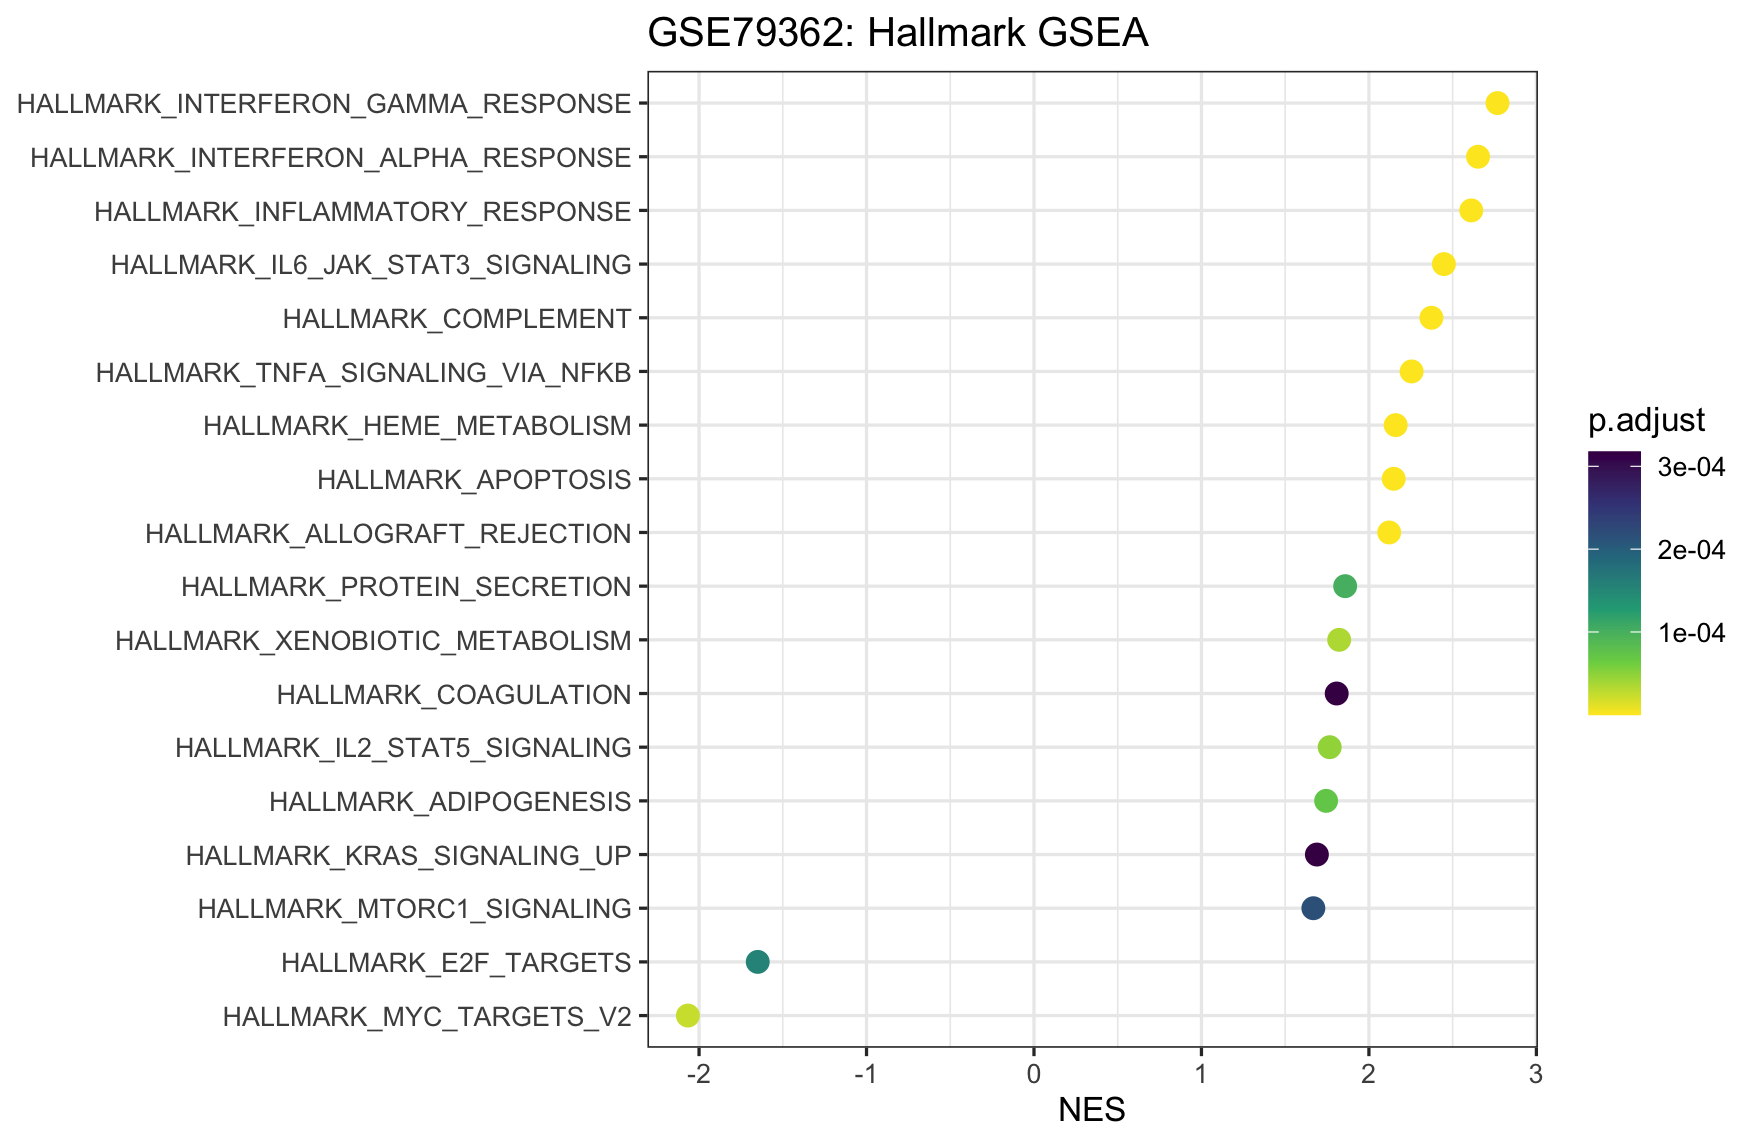 GSE79362: Hallmark GSEA
HALLMARK_INTERFERON_GAMMA_RESPONSE
HALLMARK_INTERFERON_ALPHA_RESPONSE
HALLMARK_INFLAMMATORY_RESPONSE
HALLMARK_IL6_JAK_STAT3_SIGNALING
HALLMARK_COMPLEMENT
HALLMARK_TNFA_SIGNALING_VIA_NFKB
HALLMARK_HEME_METABOLISM
HALLMARK_APOPTOSIS
HALLMARK_ALLOGRAFT_REJECTION
HALLMARK_PROTEIN_SECRETION
HALLMARK_XENOBIOTIC_METABOLISM
HALLMARK_COAGULATION
HALLMARK_IL2_STAT5_SIGNALING
HALLMARK_ADIPOGENESIS
HALLMARK_KRAS_SIGNALING_UP
HALLMARK_MTORC1_SIGNALING
HALLMARK_E2F_TARGETS
HALLMARK_MYC_TARGETS_V2
-2 -1 0 1 2 3
NES
p.adjust
3e-04
2e-04
1e-04